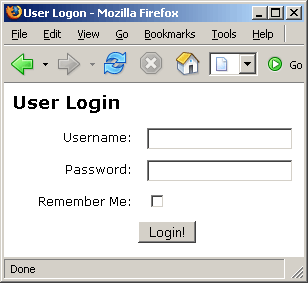 User Logon - Mozilla Firefox
File Edit View Go Bookmarks Tools Help
Go
User Login
Username:
Password:
Remember Me:
Login!
Done